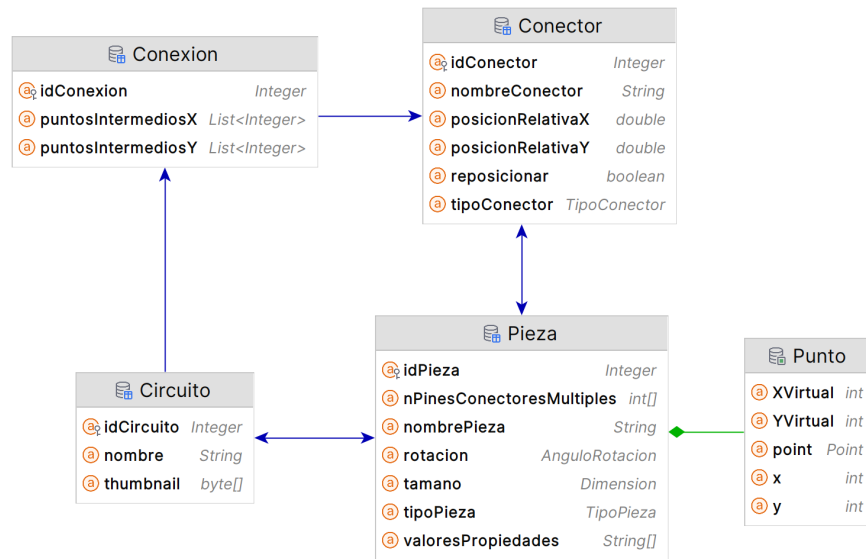 Conexion
idConexion Integer
puntosIntermediosX List<Integer>
puntosIntermediosY List<Integer>
Conector
idConector Integer
nombreConector String
posicionRelativaX double
posicionRelativaY double
reposicionar boolean
tipoConector TipoConector
Circuito
idCircuito Integer
nombre String
thumbnail byte[]
Pieza
idPieza Integer
nPinesConectoresMultiples int[]
nombrePieza String
rotacion AnguloRotacion
tamano Dimension
tipoPieza TipoPieza
valoresPropiedades String[]
Punto
XVirtual int
YVirtual int
point Point
x int
y int